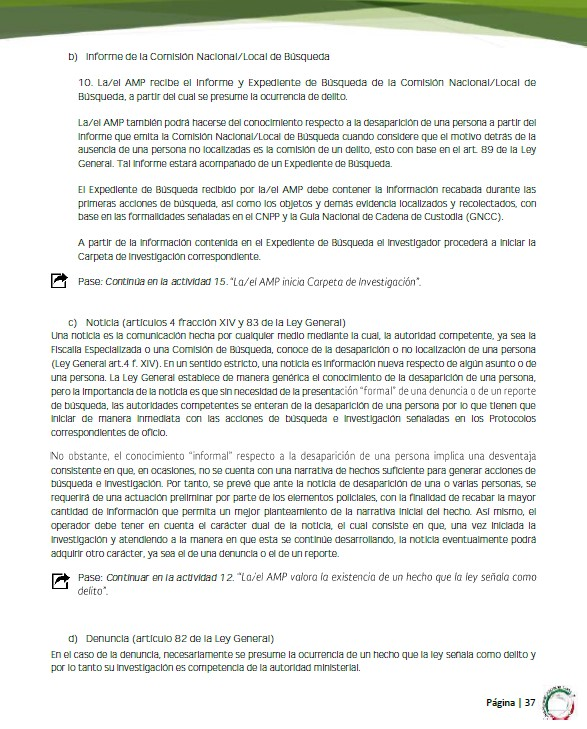 b) Informe de la Comisión Nacional/Local de Búsqueda
10. La/el AMP recibe el Informe y Expediente de Búsqueda de la Comisión Nacional/Local de
Búsqueda, a partir del cual se presume la ocurrencia de delito.
La/el AMP también podrá hacerse del conocimiento respecto a la desaparición de una persona a partir del
Informe que emita la Comisión Nacional/Local de Búsqueda cuando considere que el motivo detrás de la
ausencia de una persona no localizadas es la comisión de un delito, esto con base en el art. 89 de la Ley
General. Tal Informe estará acompañado de un Expediente de Búsqueda.
El Expediente de Búsqueda recibido por la/el AMP debe contener la información recabada durante las
primeras acciones de búsqueda, así como los objetos y demás evidencia localizados y recolectados, con
base en las formalidades señaladas en el CNPP y la Guía Nacional de Cadena de Custodia (GNCC).
A partir de la información contenida en el Expediente de Búsqueda el investigador procederá a iniciar la
Carpeta de Investigación correspondiente.
Pase: Continúa en la actividad 15. "La/el AMP inicia Carpeta de Investigación".
c) Noticia (artículos 4 fracción XIV y 83 de la Ley General)
Una noticia es la comunicación hecha por cualquier medio mediante la cual, la autoridad competente, ya sea la
Fiscalía Especializada o una Comisión de Búsqueda, conoce de la desaparición o no localización de una persona
(Ley General art.4 f. XIV). En un sentido estricto, una noticia es información nueva respecto de algún asunto o de
una persona. La Ley General establece de manera genérica el conocimiento de la desaparición de una persona,
pero la importancia de la noticia es que sin necesidad de la presentación "formal" de una denuncia o de un reporte
de búsqueda, las autoridades competentes se enteran de la desaparición de una persona por lo que tienen que
iniciar de manera inmediata con las acciones de búsqueda e investigación señaladas en los Protocolos
correspondientes de oficio.
No obstante, el conocimiento "informal" respecto a la desaparición de una persona implica una desventaja
consistente en que, en ocasiones, no se cuenta con una narrativa de hechos suficiente para generar acciones de
búsqueda e investigación. Por tanto, se prevé que ante la noticia de desaparición de una o varias personas, se
requerirá de una actuación preliminar por parte de los elementos policiales, con la finalidad de recabar la mayor
cantidad de información que permita un mejor planteamiento de la narrativa inicial del hecho. Así mismo, el
operador debe tener en cuenta el carácter dual de la noticia, el cual consiste en que, una vez iniciada la
investigación y atendiendo a la manera en que esta se continúe desarrollando, la noticia eventualmente podrá
adquirir otro carácter, ya sea el de una denuncia o el de un reporte.
Pase: Continuar en la actividad 12. "La/el AMP valora la existencia de un hecho que la ley señala como
delito".
d) Denuncia (artículo 82 de la Ley General)
En el caso de la denuncia, necesariamente se presume la ocurrencia de un hecho que la ley señala como delito y
por lo tanto su investigación es competencia de la autoridad ministerial.
Página | 37